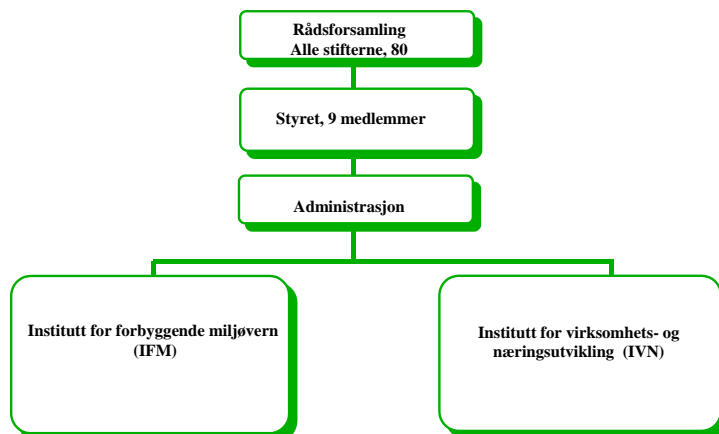 Rådsforsamling
Alle stifterne, 80
Styret, 9 medlemmer
Administrasjon
Institutt for forbyggende miljøvern
(IFM)
Institutt for virksomhets- og
næringsutvikling (IVN)